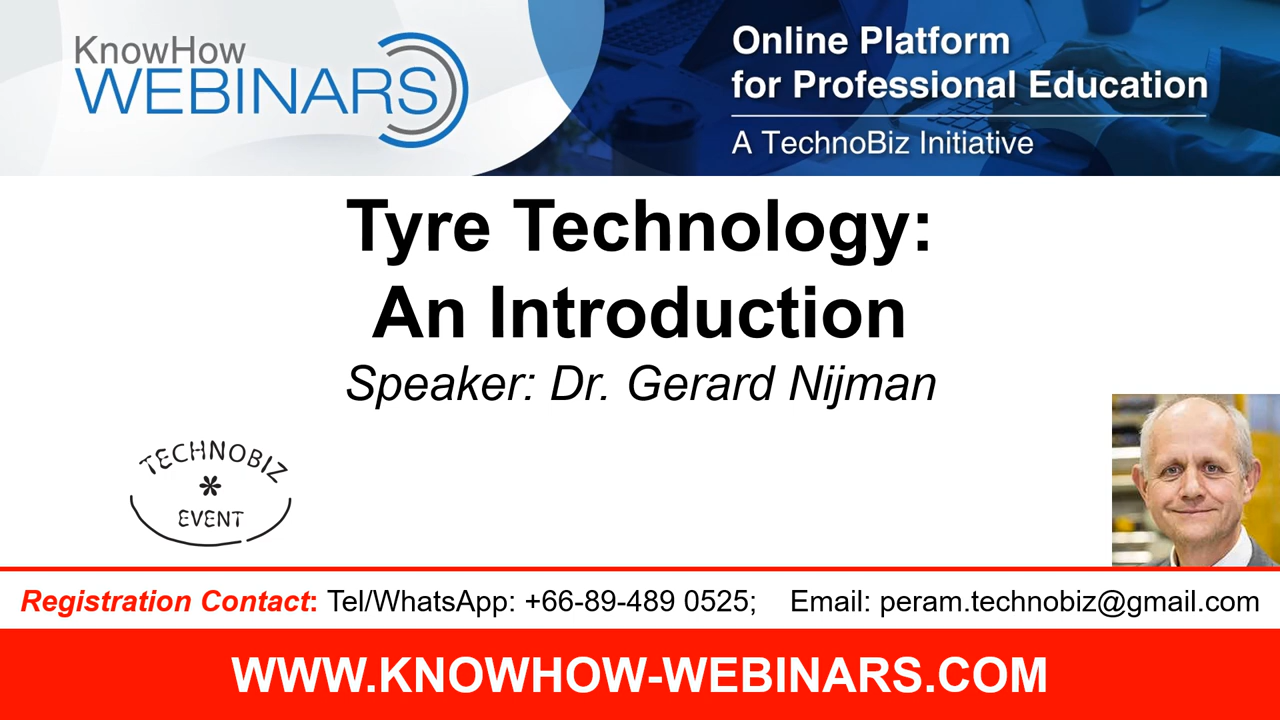 KnowHow
WEBINARS
Online Platform
for Professional Education
A TechnoBiz Initiative
Tyre Technology:
An Introduction
Speaker: Dr. Gerard Nijman
TECHNOBIZ
*
EVENT
Registration Contact: Tel/WhatsApp: +66-89-489 0525; Email: peram.technobiz@gmail.com
WWW.KNOWHOW-WEBINARS.COM